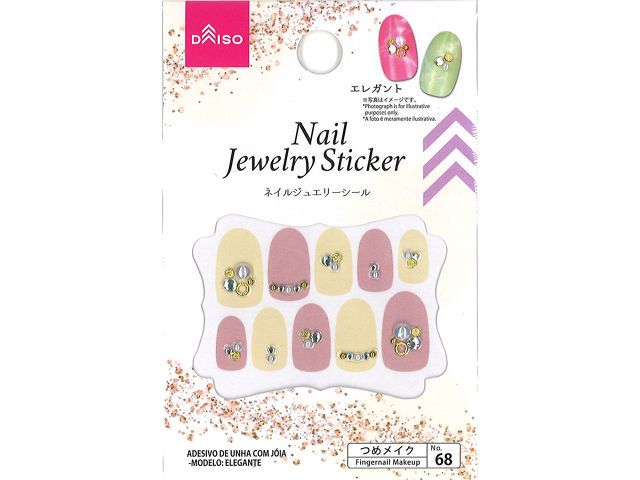 DAISO
エレガント
※写真はイメージです。
*Photograph is for illustrative
purposes only.
*A foto é meramente ilustrativa.
Nail
Jewelry Sticker
ネイルジュエリーシール
ADESIVO DE UNHA COM JÓIA
-MODELO: ELEGANTE
つめメイク
Fingernail Makeup
No.
68